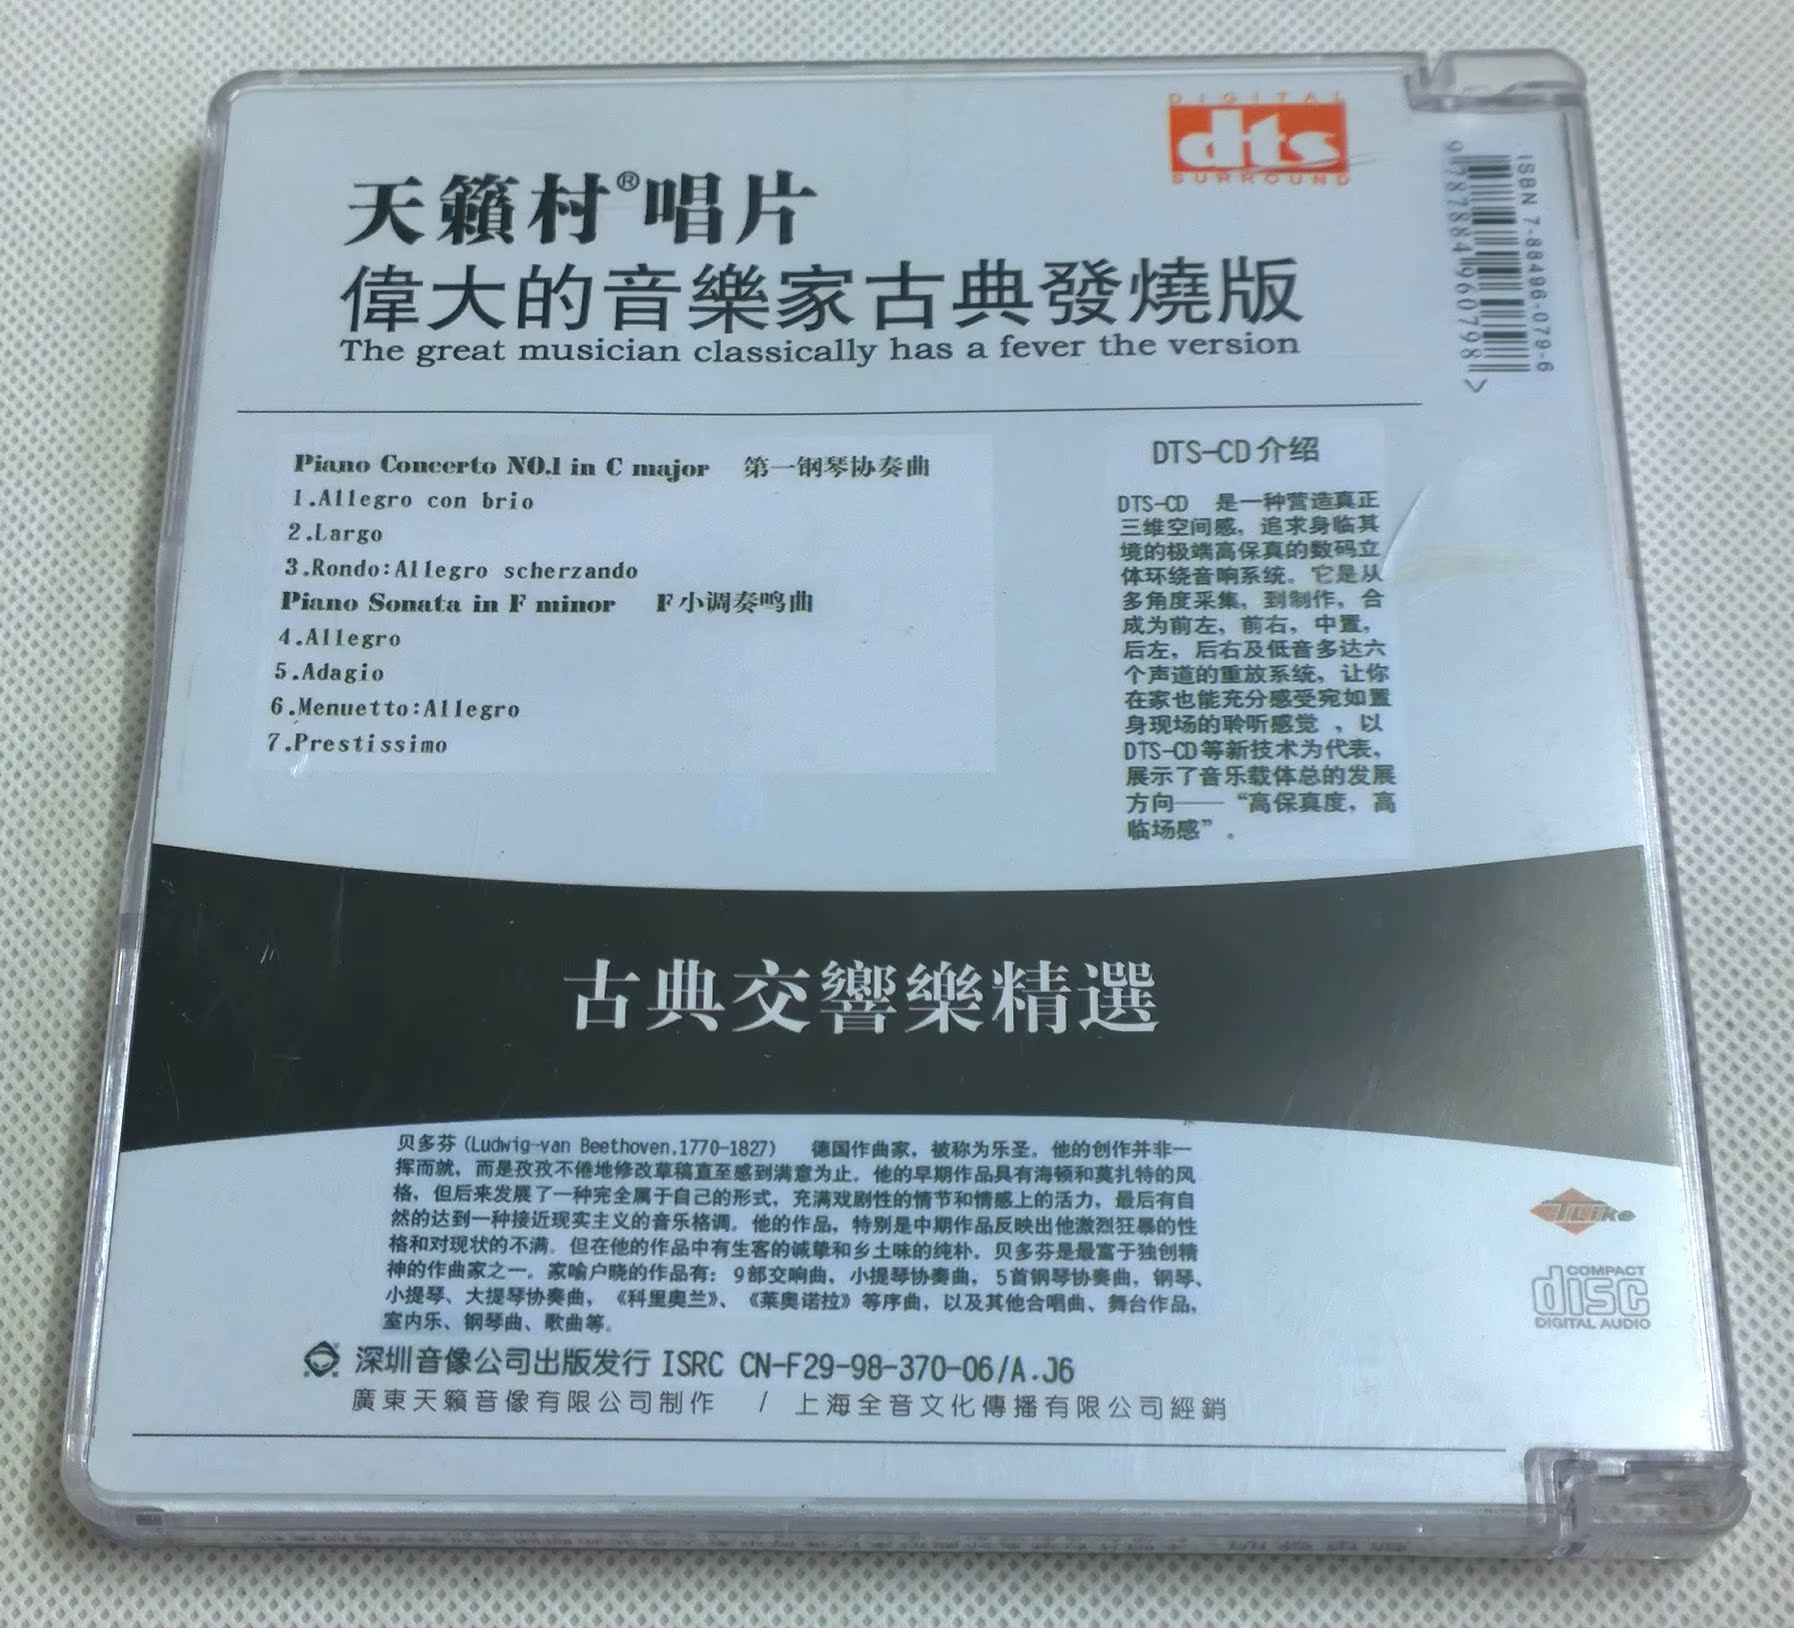 DIGITAL
dts
SURROUND
天籟村®唱片
偉大的音樂家古典發燒版
The great musician classically has a fever the version
ISBN 7-88496-079-6
9787884960798>
Piano Concerto NO.1 in C major 第一钢琴协奏曲
1.Allegro con brio
2.Largo
3.Rondo:Allegro scherzando
Piano Sonata in F minor F小调奏鸣曲
4.Allegro
5.Adagio
6.Menuetto:Allegro
7.Prestissimo
DTS-CD介绍
DTS-CD 是一种营造真正
三维空间感，追求身临其
境的极端高保真的数码立
体环绕音响系统。它是从
多角度采集，到制作，合
成为前左，前右，中置，
后左，后右及低音多达六
个声道的重放系统，让你
在家也能充分感受宛如置
身现场的聆听感觉 ，以
DTS-CD等新技术为代表，
展示了音乐载体总的发展
方向——“高保真度，高
临场感”。
古典交響樂精選
贝多芬(Ludwig-van Beethoven.1770-1827) 德国作曲家，被称为乐圣。他的创作并非一
挥而就，而是孜孜不倦地修改草稿直至感到满意为止。他的早期作品具有海顿和莫扎特的风
格，但后来发展了一种完全属于自己的形式，充满戏剧性的情节和情感上的活力，最后有自
然的达到一种接近现实主义的音乐格调。他的作品，特别是中期作品反映出他激烈狂暴的性
格和对现状的不满。但在他的作品中有生客的诚挚和乡土味的纯朴。贝多芬是最富于独创精
神的作曲家之一。家喻户晓的作品有：9部交响曲，小提琴协奏曲，5首钢琴协奏曲，钢琴、
小提琴、大提琴协奏曲，《科里奥兰》、《莱奥诺拉》等序曲，以及其他合唱曲、舞台作品，
室内乐、钢琴曲、歌曲等。
TLike
COMPACT
disc
DIGITAL AUDIO
深圳音像公司出版发行 ISRC CN-F29-98-370-06/A.J6
廣東天籟音像有限公司制作 / 上海全音文化傳播有限公司經銷